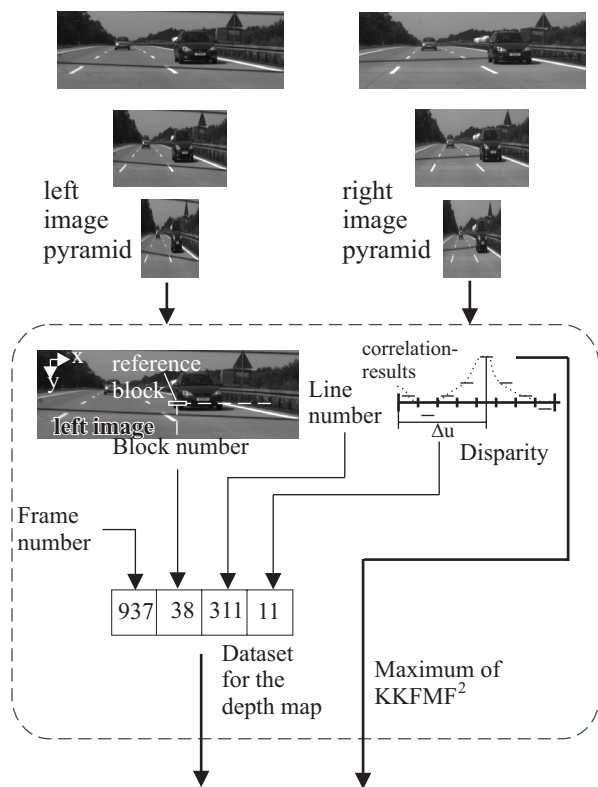 left
image
pyramid
right
image
pyramid
x
y
reference
block
left image
Block number
Line
number
correlation-
results
Δu
Disparity
Frame
number
937 38 311 11
Dataset
for the
depth map
Maximum of
KKFMF²